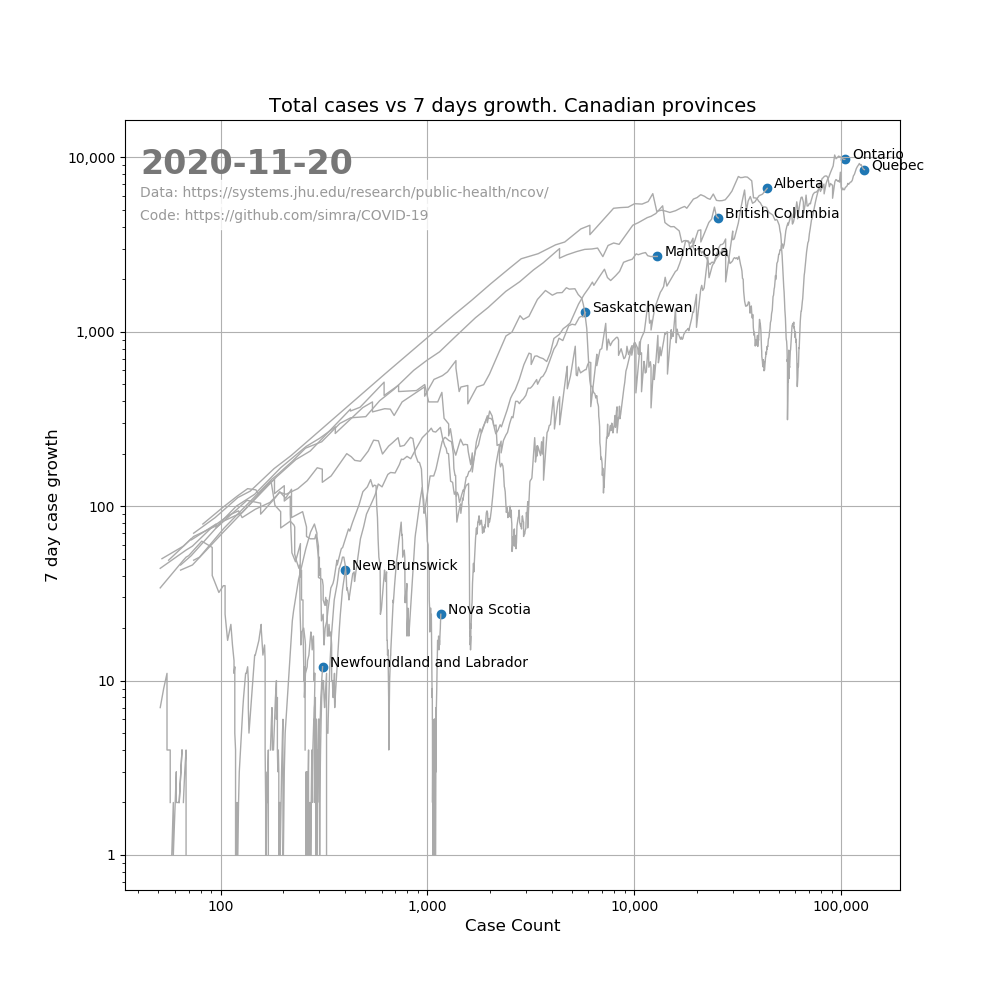 Total cases vs 7 days growth. Canadian provinces
2020-11-20
Data: https://systems.jhu.edu/research/public-health/ncov/
Code: https://github.com/simra/COVID-19
10,000
1,000
100
10
1
7 day case growth
Ontario
Quebec
Alberta
British Columbia
Manitoba
Saskatchewan
New Brunswick
Nova Scotia
Newfoundland and Labrador
100
1,000
10,000
100,000
Case Count